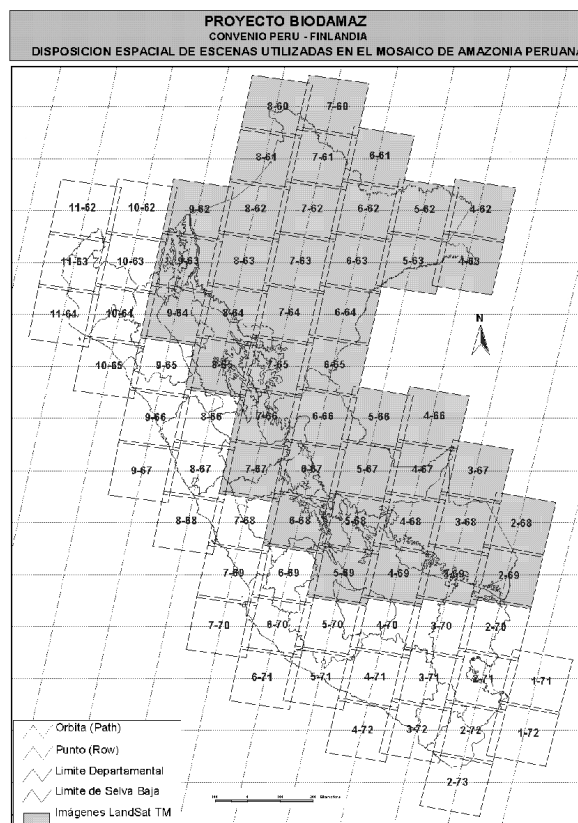 PROYECTO BIODAMAZ
CONVENIO PERU - FINLANDIA
DISPOSICION ESPACIAL DE ESCENAS UTILIZADAS EN EL MOSAICO DE AMAZONIA PERUANA
8-60 7-60
8-61 7-61 6-61
11-62 10-62 9-62 8-62 7-62 6-62 5-62 4-62
11-63 10-63 9-63 8-63 7-63 6-63 5-63 4-63
11-64 10-64 9-64 8-64 7-64 6-64
N
10-65 9-65 8-65 7-65 6-65
9-66 8-66 7-66 6-66 5-66 4-66
9-67 8-67 7-67 6-67 5-67 4-67 3-67
8-68 7-68 6-68 5-68 4-68 3-68 2-68
7-69 6-69 5-69 4-69 3-69 2-69
7-70 6-70 5-70 4-70 3-70 2-70
6-71 5-71 4-71 3-71 2-71 1-71
4-72 3-72 2-72 1-72
2-73
Orbita (Path)
Punto (Row)
Limite Departamental
Limite de Selva Baja
Imágenes LandSat TM